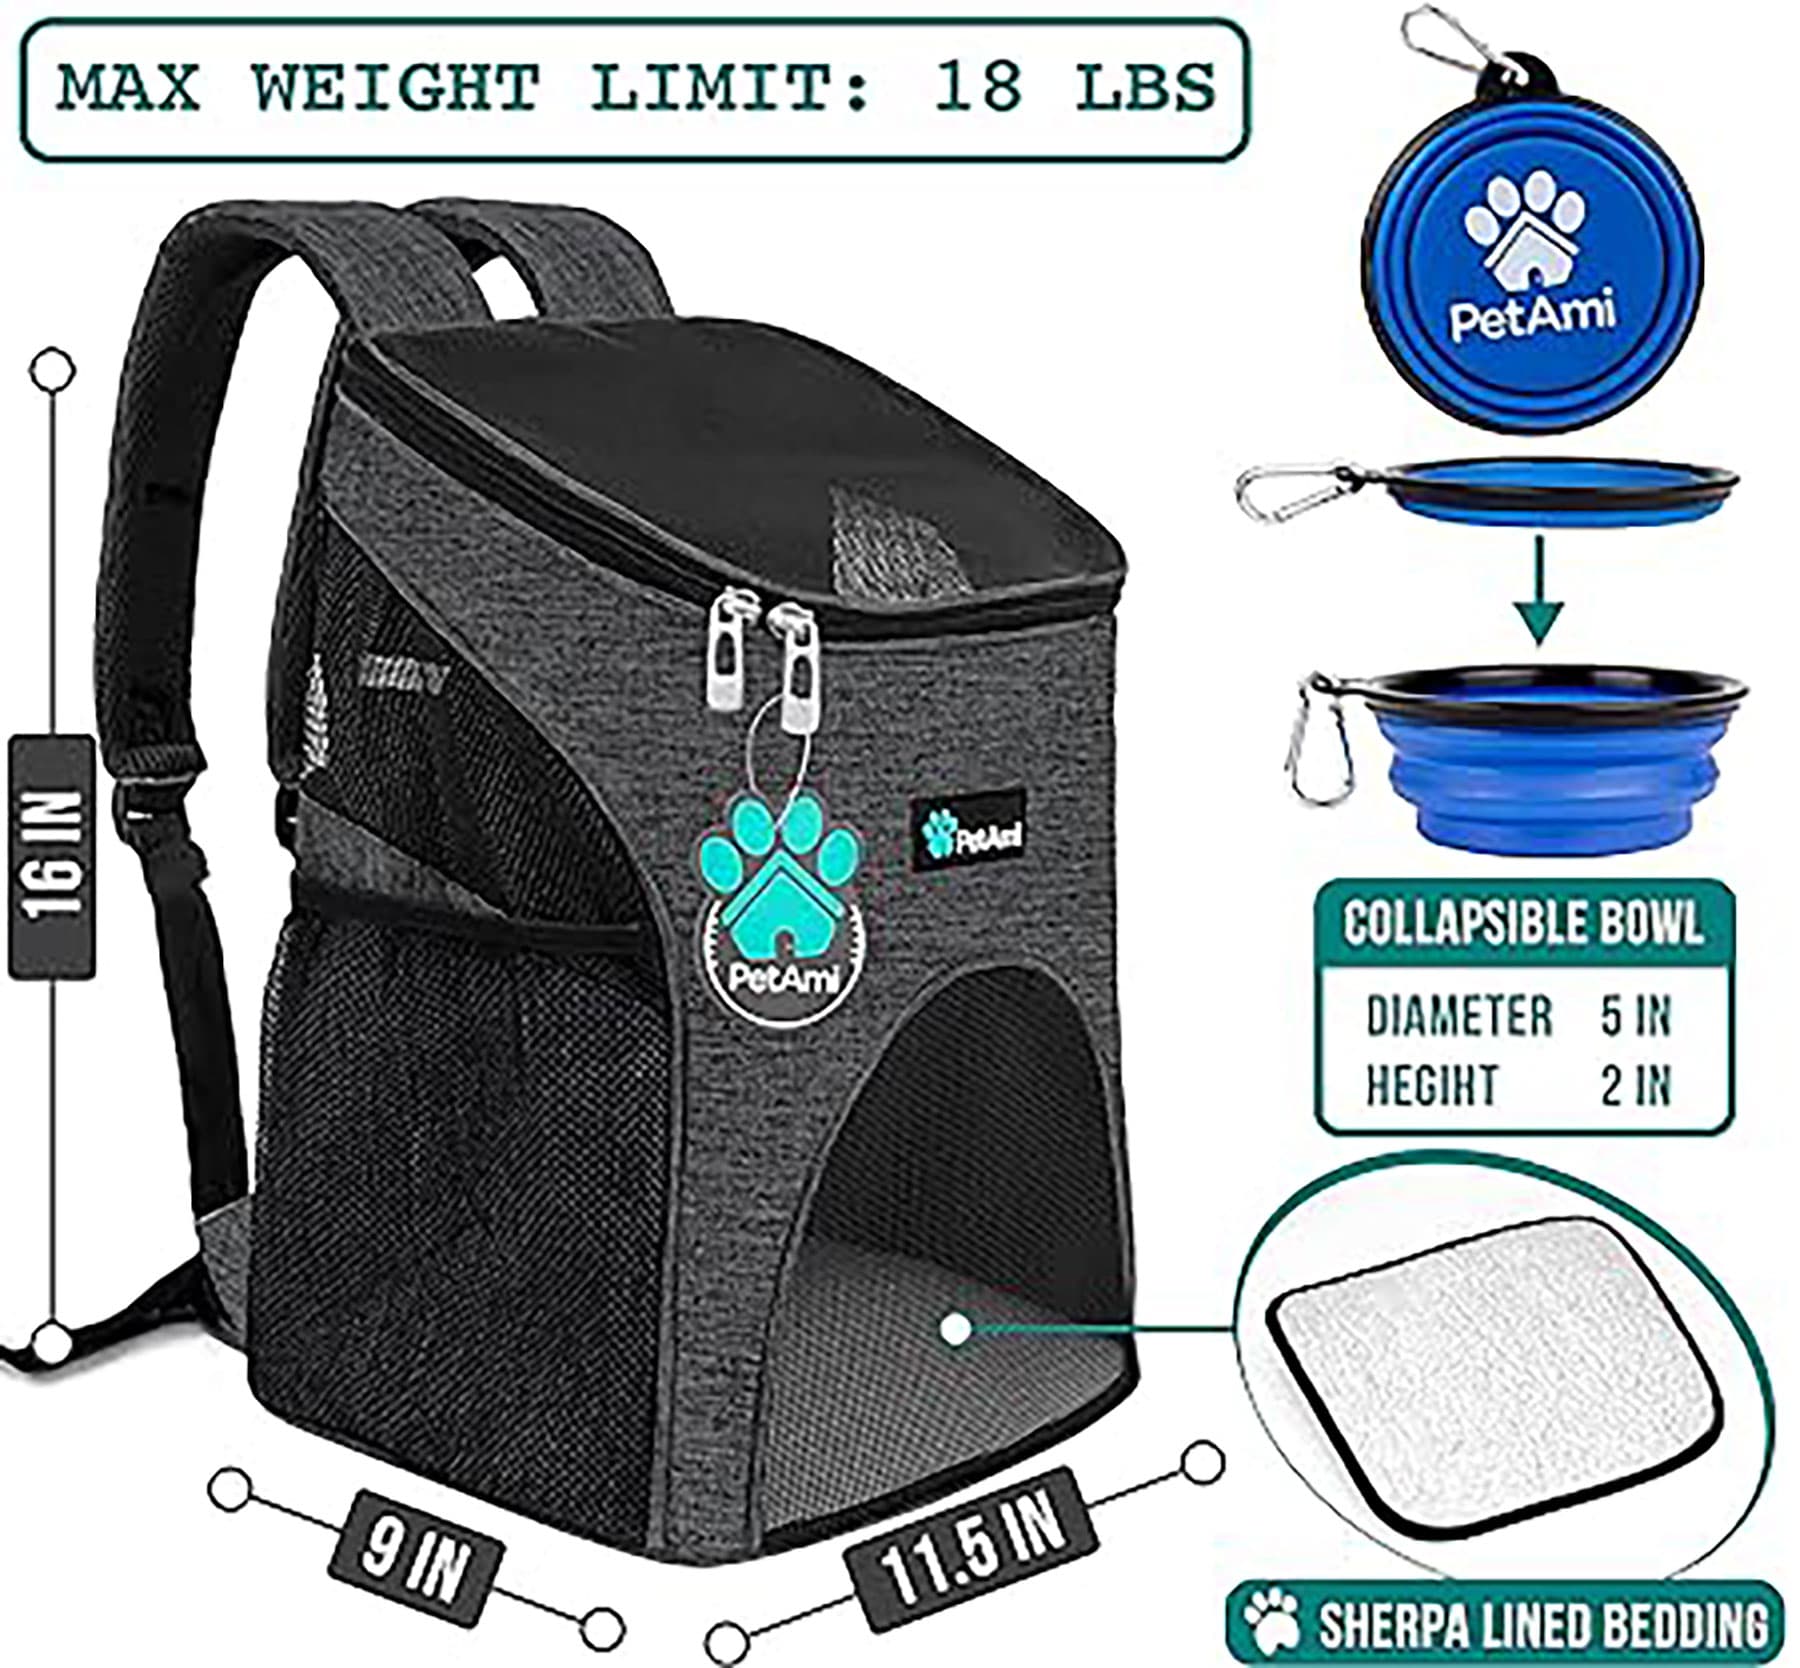 MAX WEIGHT LIMIT: 18 LBS
PetAmi
16 IN
PetAmi
PetAmi
COLLAPSIBLE BOWL
DIAMETER 5 IN
HEGIHT 2 IN
9 IN
11.5 IN
SHERPA LINED BEDDING